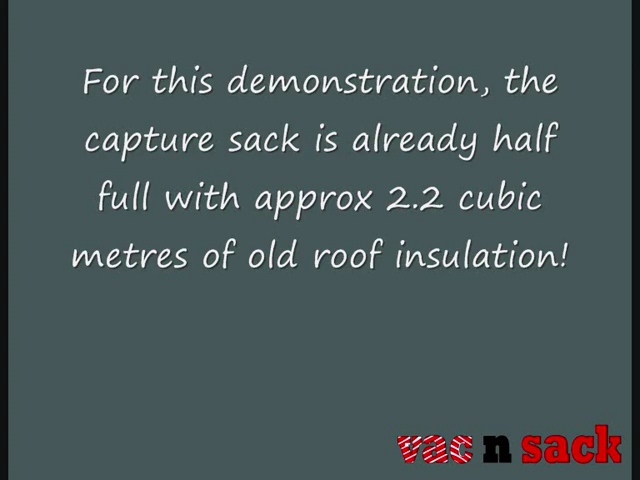 For this demonstration, the
capture sack is already half
full with approx 2.2 cubic
metres of old roof insulation!
vac n sack